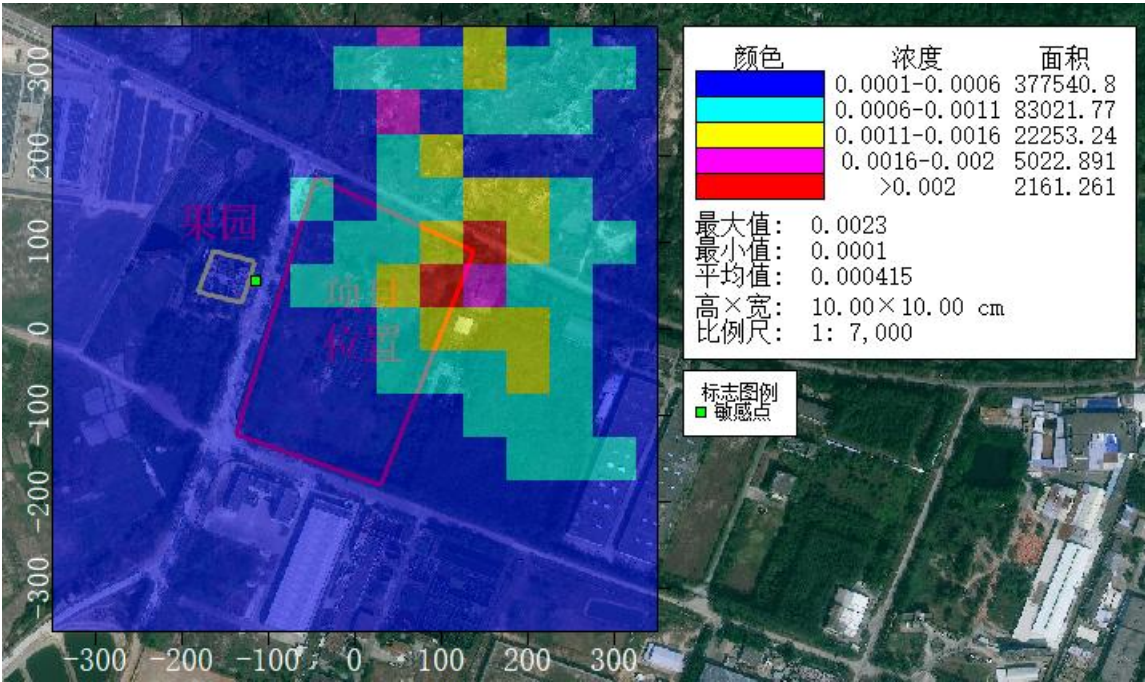 颜色 浓度 面积
0.0001-0.0006 377540.8
0.0006-0.0011 83021.77
0.0011-0.0016 22253.24
0.0016-0.002 5022.891
>0.002 2161.261
最大值: 0.0023
最小值: 0.0001
平均值: 0.000415
高×宽: 10.00×10.00 cm
比例尺: 1: 7,000
标志图例
敏感点
果园
项目
位置
300
200
100
0
-100
-200
-300
-300 -200 -100 0 100 200 300